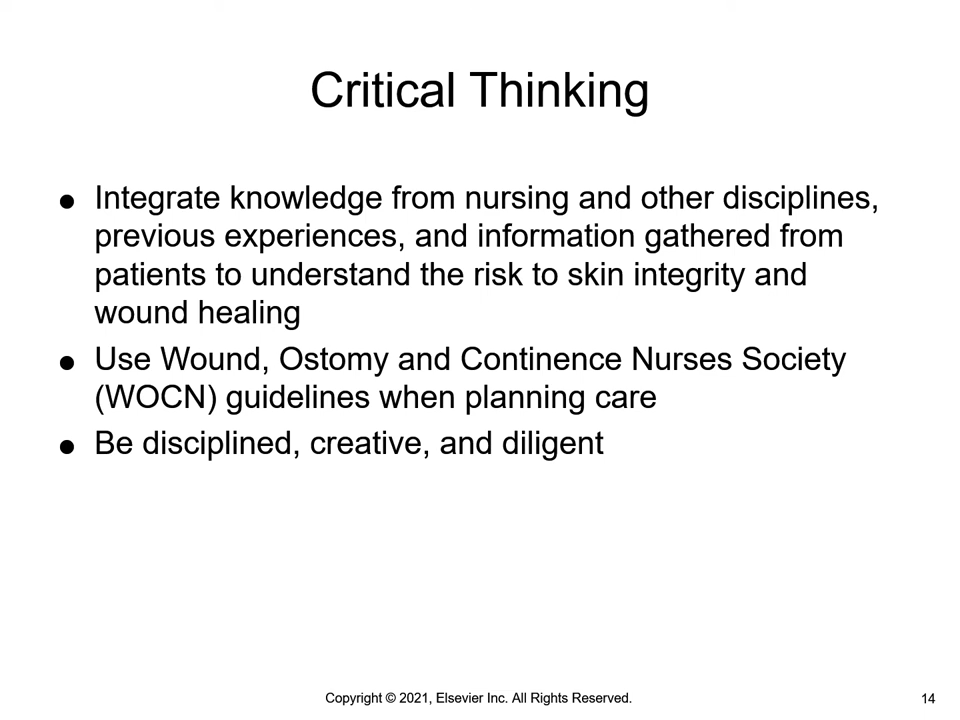 Critical Thinking
● Integrate knowledge from nursing and other disciplines,
previous experiences, and information gathered from
patients to understand the risk to skin integrity and
wound healing
● Use Wound, Ostomy and Continence Nurses Society
(WOCN) guidelines when planning care
● Be disciplined, creative, and diligent
Copyright © 2021, Elsevier Inc. All Rights Reserved.
14